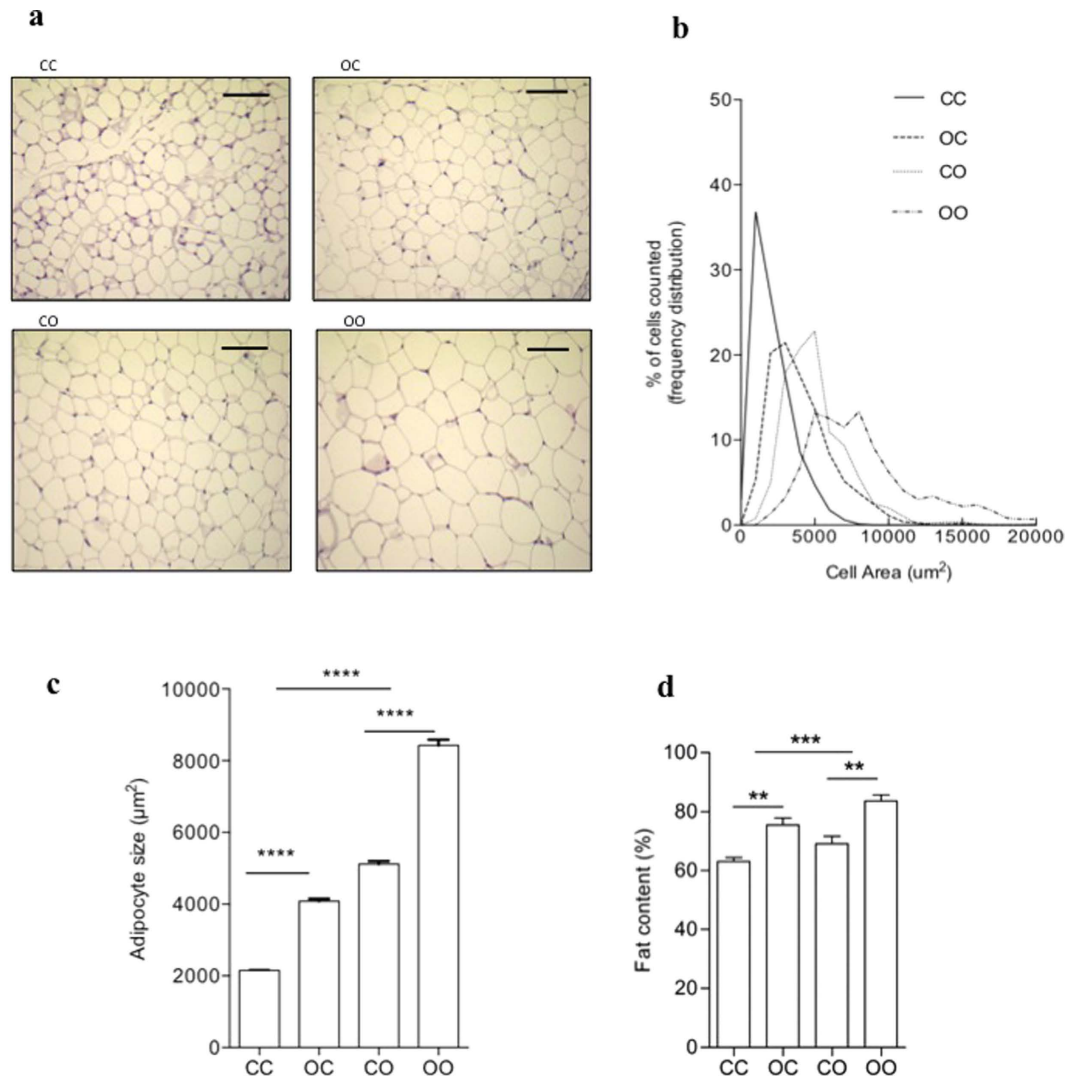 a
CC
OC
CO
OO
b
50
40
30
20
10
0
% of cells counted
(frequency distribution)
CC
OC
CO
OO
0
5000
10000
15000
20000
Cell Area (um²)
c
10000
8000
6000
4000
2000
0
Adipocyte size (μm²)
****
****
****
CC
OC
CO
OO
d
100
80
60
40
20
0
Fat content (%)
***
**
**
CC
OC
CO
OO